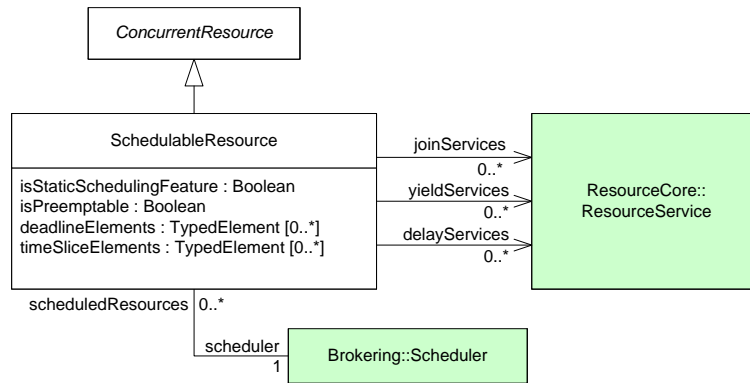 ConcurrentResource
SchedulableResource
isStaticSchedulingFeature : Boolean
isPreemptable : Boolean
deadlineElements : TypedElement [0..*]
timeSliceElements : TypedElement [0..*]
joinServices
0..*
yieldServices
0..*
delayServices
0..*
ResourceCore::
ResourceService
scheduledResources 0..*
scheduler
1
Brokering::Scheduler